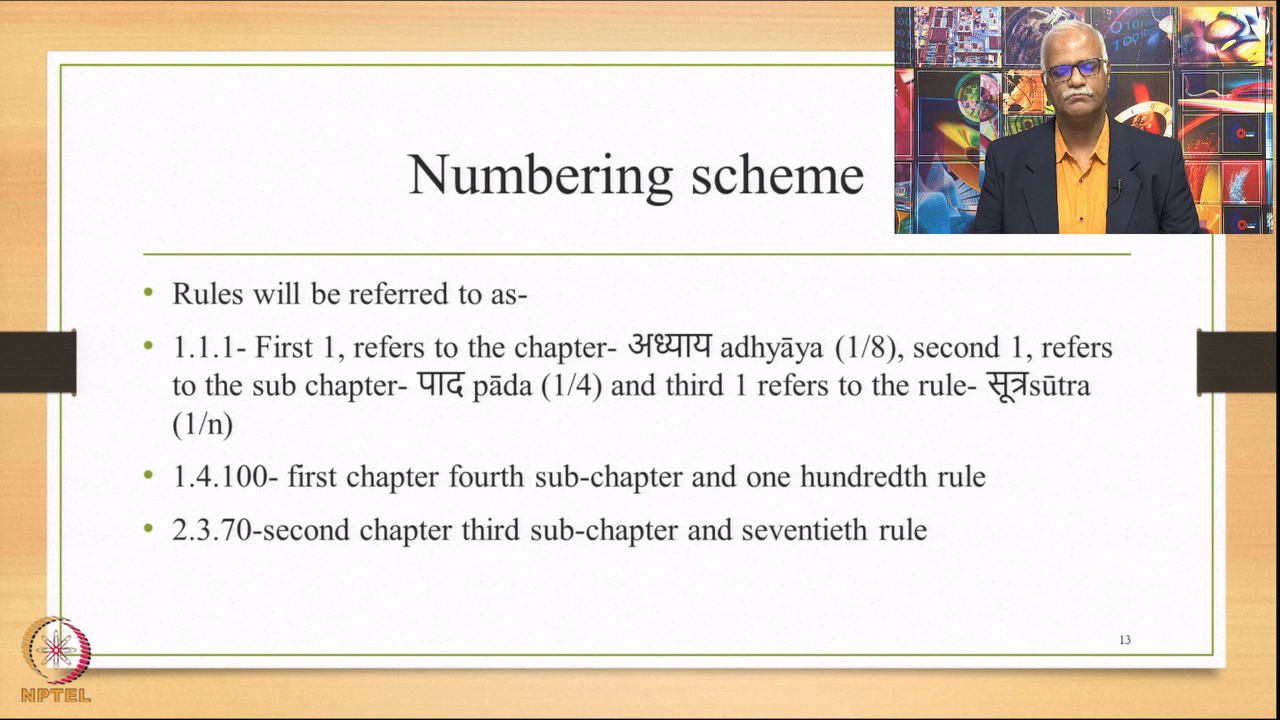 Numbering scheme
• Rules will be referred to as-
• 1.1.1- First 1, refers to the chapter- अध्याय adhyāya (1/8), second 1, refers
to the sub chapter- पाद pāda (1/4) and third 1 refers to the rule- सूत्रsūtra
(1/n)
• 1.4.100- first chapter fourth sub-chapter and one hundredth rule
• 2.3.70-second chapter third sub-chapter and seventieth rule
13
NPTEL